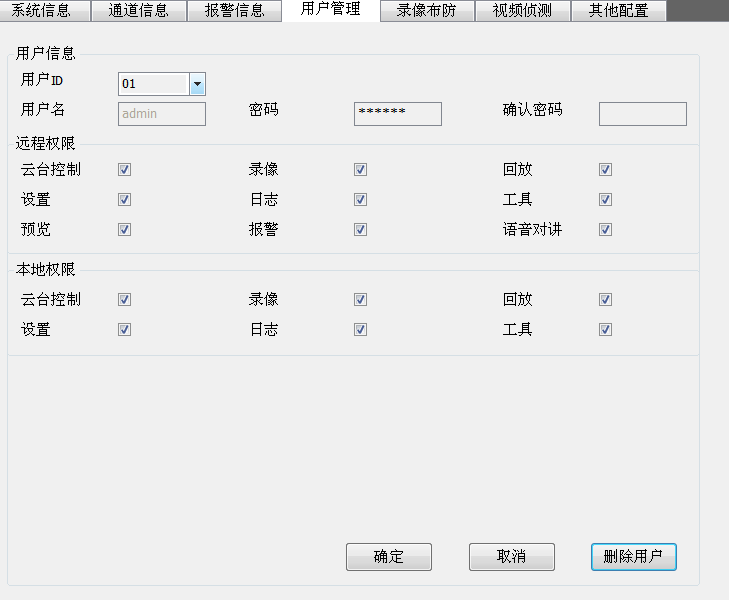 系统信息 通道信息 报警信息 用户管理 录像布防 视频侦测 其他配置
用户信息
用户ID 01
用户名 admin 密码 ****** 确认密码
远程权限
云台控制 录像 回放
设置 日志 工具
预览 报警 语音对讲
本地权限
云台控制 录像 回放
设置 日志 工具
确定 取消 删除用户